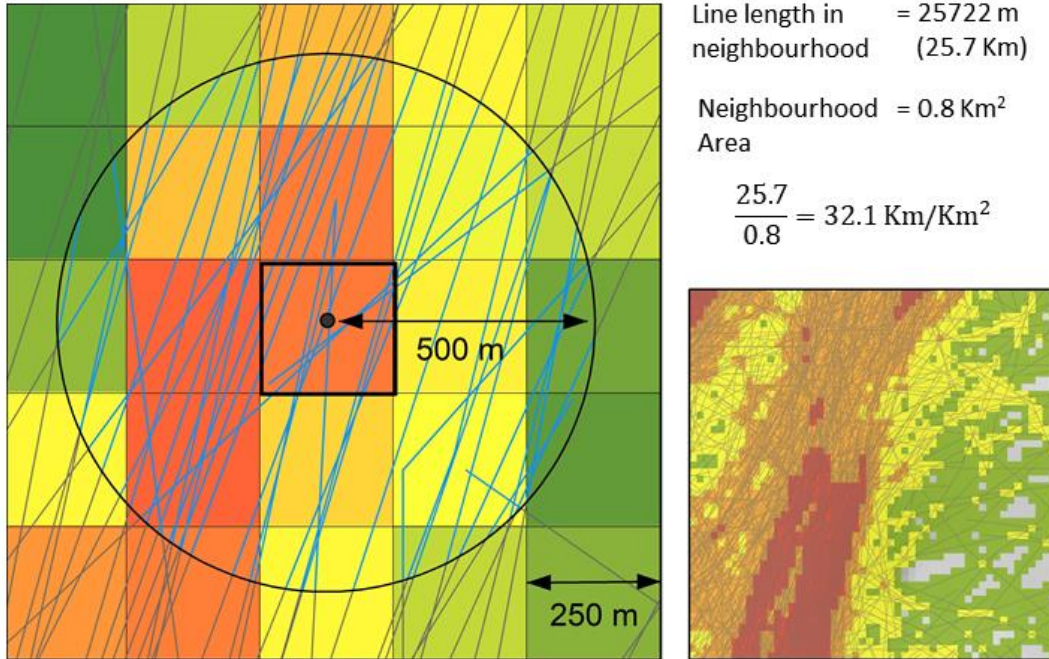 Line length in = 25722 m
neighbourhood (25.7 Km)
Neighbourhood = 0.8 Km²
Area
25.7
0.8
= 32.1 Km/Km²
500 m
250 m